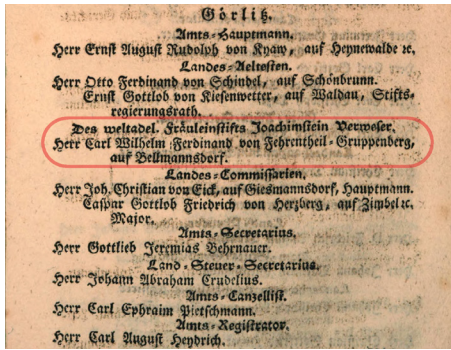 Görlitz.
Amts-Hauptmann.
Herr Ernst August Rudolph von Kyaw, auf Heynewalde ꝛc.
Landes-Aeltesten.
Herr Otto Ferdinand von Schindel, auf Schönbrunn.
Ernst Gottlob von Kiesenwetter, auf Waldau, Stifts-
regierungsrath.
Des weltadel. Fräuleinstifts Joachimstein Verweser.
Herr Carl Wilhelm Ferdinand von Fehrentheil-Gruppenberg,
auf Bellmannsdorf.
Landes-Commissarien.
Herr Joh. Christian von Eick, auf Giesmannsdorf, Hauptmann.
Caspar Gottlob Friedrich von Herzberg, auf Zimpel ꝛc.
Major.
Amts-Secretarius.
Herr Gottlieb Jeremias Behrnauer.
Land-Steuer-Secretarius.
Herr Johann Abraham Crudelius.
Amts-Canzellist.
Herr Carl Ephraim Pietschmann.
Amts-Registrator.
Herr Carl August Heydrich.